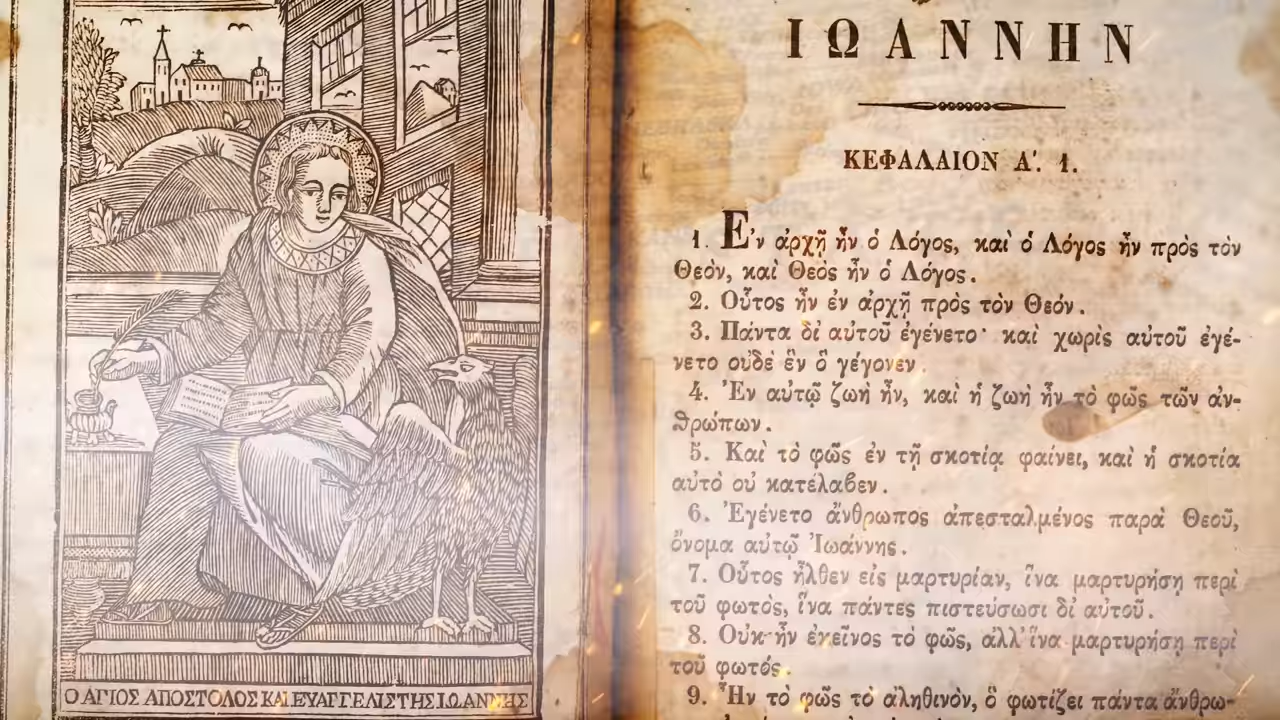 Ο ΑΓΙΟΣ ΑΠΟΣΤΟΛΟΣ ΚΑΙ ΕΥΑΓΓΕΛΙΣΤΗΣ ΙΩΑΝΝΗΣ
ΙΩΑΝΝΗΝ
ΚΕΦΑΛΑΙΟΝ Α΄. 1.
1. Ἐν ἀρχῇ ἦν ὁ Λόγος, καὶ ὁ Λόγος ἦν πρὸς τὸν
Θεὸν, καὶ Θεὸς ἦν ὁ Λόγος.
2. Οὗτος ἦν ἐν ἀρχῇ πρὸς τὸν Θεόν.
3. Πάντα δἰ αὐτοῦ ἐγένετο· καὶ χωρὶς αὐτοῦ ἐγέ-
νετο οὐδὲ ἓν ὃ γέγονεν.
4. Ἐν αὐτῷ ζωὴ ἦν, καὶ ἡ ζωὴ ἦν τὸ φῶς τῶν ἀν-
θρώπων.
5. Καὶ τὸ φῶς ἐν τῇ σκοτίᾳ φαίνει, καὶ ἡ σκοτία
αὐτὸ οὐ κατέλαβεν.
6. Ἐγένετο ἄνθρωπος ἀπεσταλμένος παρὰ Θεοῦ,
ὄνομα αὐτῷ Ἰωάννης.
7. Οὗτος ἦλθεν εἰς μαρτυρίαν, ἵνα μαρτυρήσῃ περὶ
τοῦ φωτὸς, ἵνα πάντες πιστεύσωσι δἰ αὐτοῦ.
8. Οὐκ ἦν ἐκεῖνος τὸ φῶς, ἀλλ' ἵνα μαρτυρήσῃ περὶ
τοῦ φωτός.
9. Ἦν τὸ φῶς τὸ ἀληθινὸν, ὃ φωτίζει πάντα ἄνθρω-